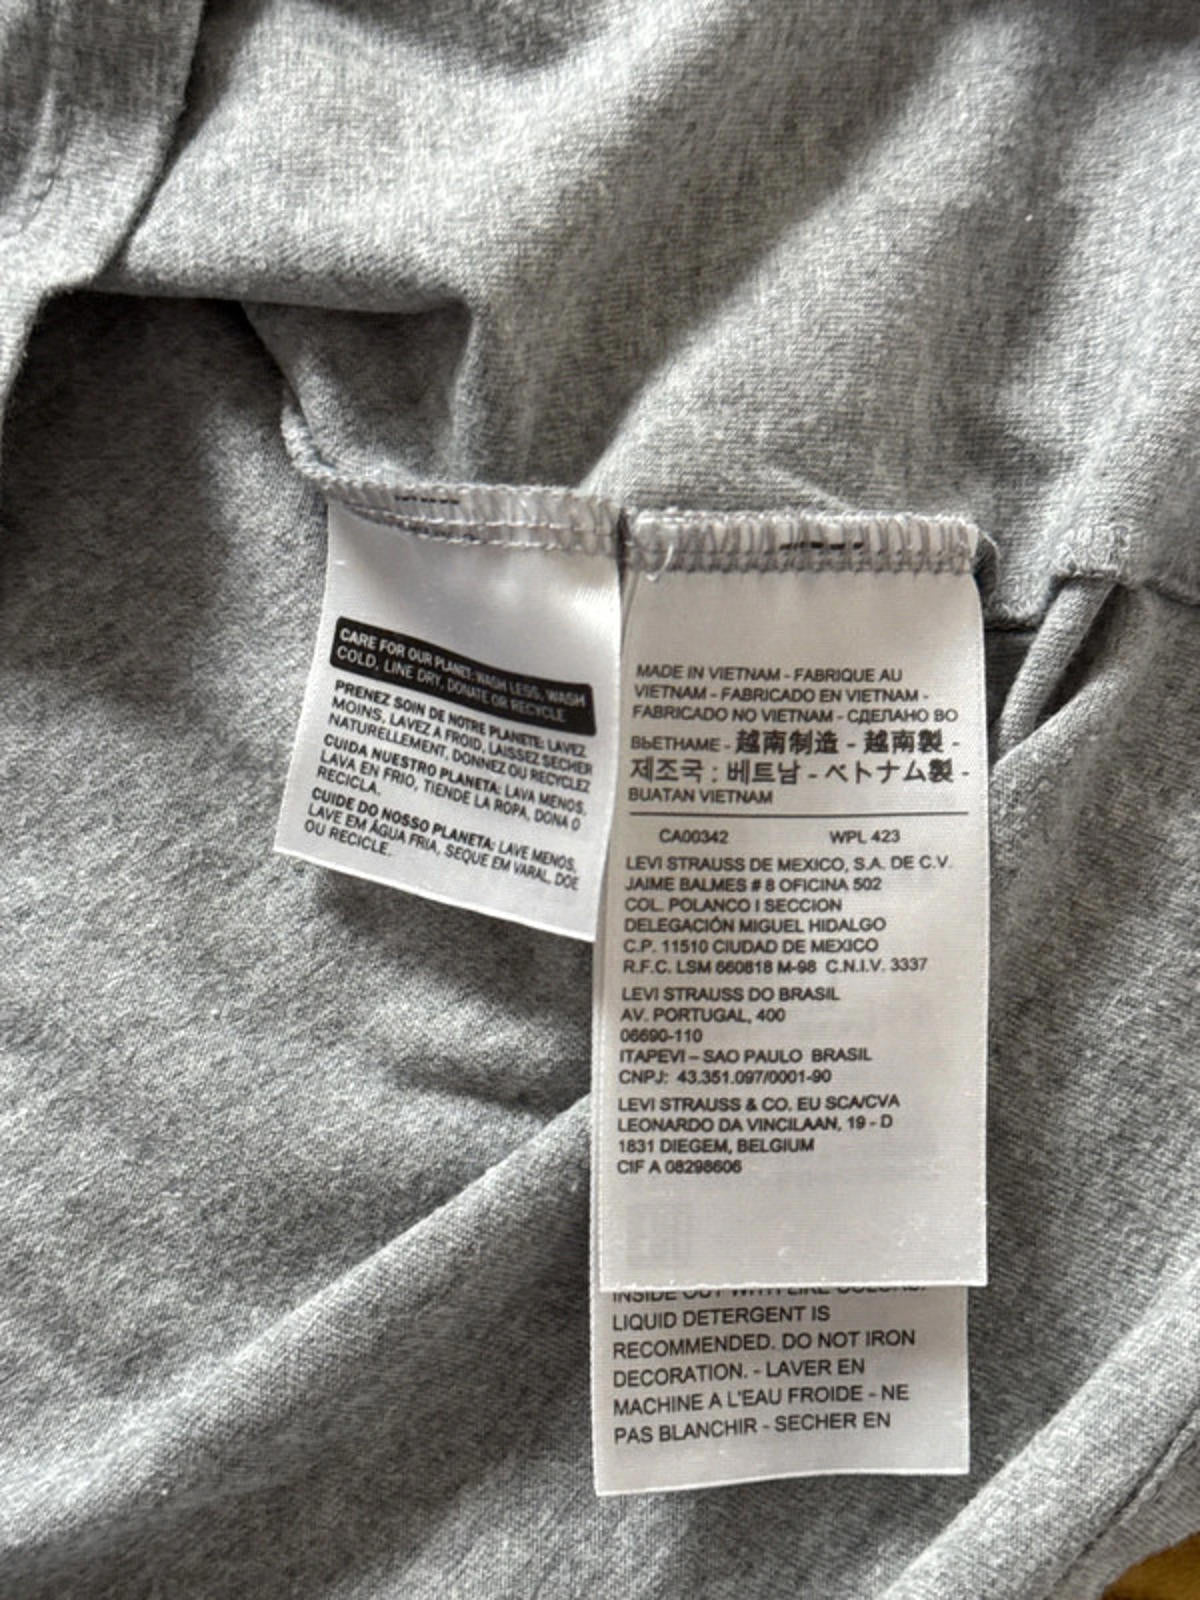 CARE FOR OUR PLANET: WASH LESS, WASH
COLD, LINE DRY, DONATE OR RECYCLE
PRENEZ SOIN DE NOTRE PLANETE: LAVEZ
MOINS, LAVEZ A FROID, LAISSEZ SECHER
NATURELLEMENT, DONNEZ OU RECYCLEZ
CUIDA NUESTRO PLANETA: LAVA MENOS,
LAVA EN FRIO, TIENDE LA ROPA, DONA O
RECICLA.
CUIDE DO NOSSO PLANETA: LAVE MENOS,
LAVE EM ÁGUA FRIA, SEQUE EM VARAL, DOE
OU RECICLE.
MADE IN VIETNAM - FABRIQUE AU
VIETNAM - FABRICADO EN VIETNAM -
FABRICADO NO VIETNAM - СДЕЛАНО ВО
ВЬЕТНАМЕ - 越南制造 - 越南製 -
제조국 : 베트남 - ベトナム製 -
BUATAN VIETNAM
CA00342 WPL 423
LEVI STRAUSS DE MEXICO, S.A. DE C.V.
JAIME BALMES # 8 OFICINA 502
COL. POLANCO I SECCION
DELEGACIÓN MIGUEL HIDALGO
C.P. 11510 CIUDAD DE MEXICO
R.F.C. LSM 660818 M-98 C.N.I.V. 3337
LEVI STRAUSS DO BRASIL
AV. PORTUGAL, 400
06690-110
ITAPEVI – SAO PAULO BRASIL
CNPJ: 43.351.097/0001-90
LEVI STRAUSS & CO. EU SCA/CVA
LEONARDO DA VINCILAAN, 19 - D
1831 DIEGEM, BELGIUM
CIF A 08298606
INSIDE OUT WITH LIKE COLORS.
LIQUID DETERGENT IS
RECOMMENDED. DO NOT IRON
DECORATION. - LAVER EN
MACHINE A L'EAU FROIDE - NE
PAS BLANCHIR - SECHER EN